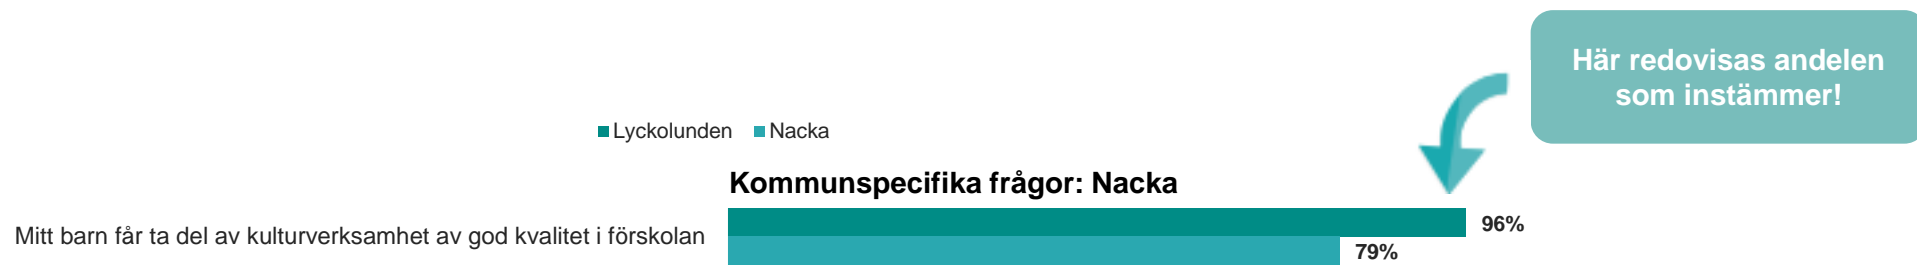 Här redovisas andelen
som instämmer!
Lyckolunden Nacka
Kommunspecifika frågor: Nacka
Mitt barn får ta del av kulturverksamhet av god kvalitet i förskolan
96%
79%